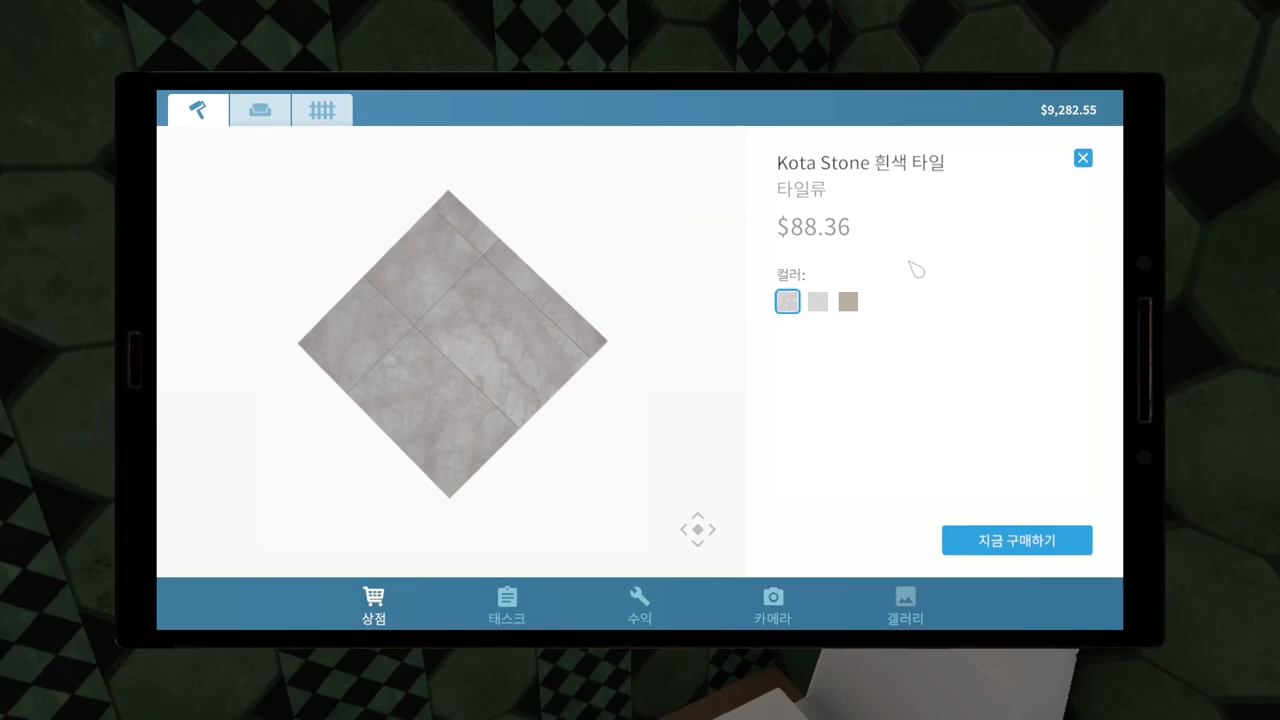 $9,282.55
Kota Stone 흰색 타일
타일류
$88.36
컬러:
지금 구매하기
상점
태스크
수익
카메라
갤러리